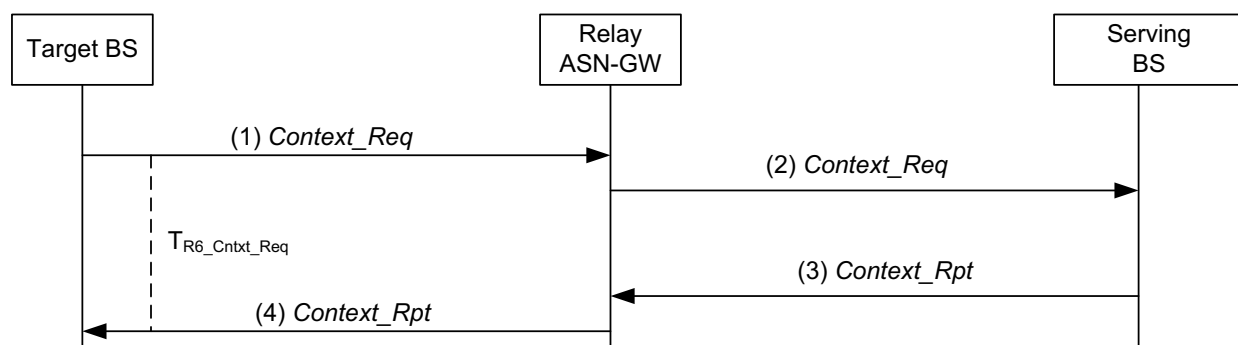 Target BS
Relay
ASN-GW
Serving
BS
(1) Context_Req
(2) Context_Req
TR6_Cntxt_Req
(3) Context_Rpt
(4) Context_Rpt